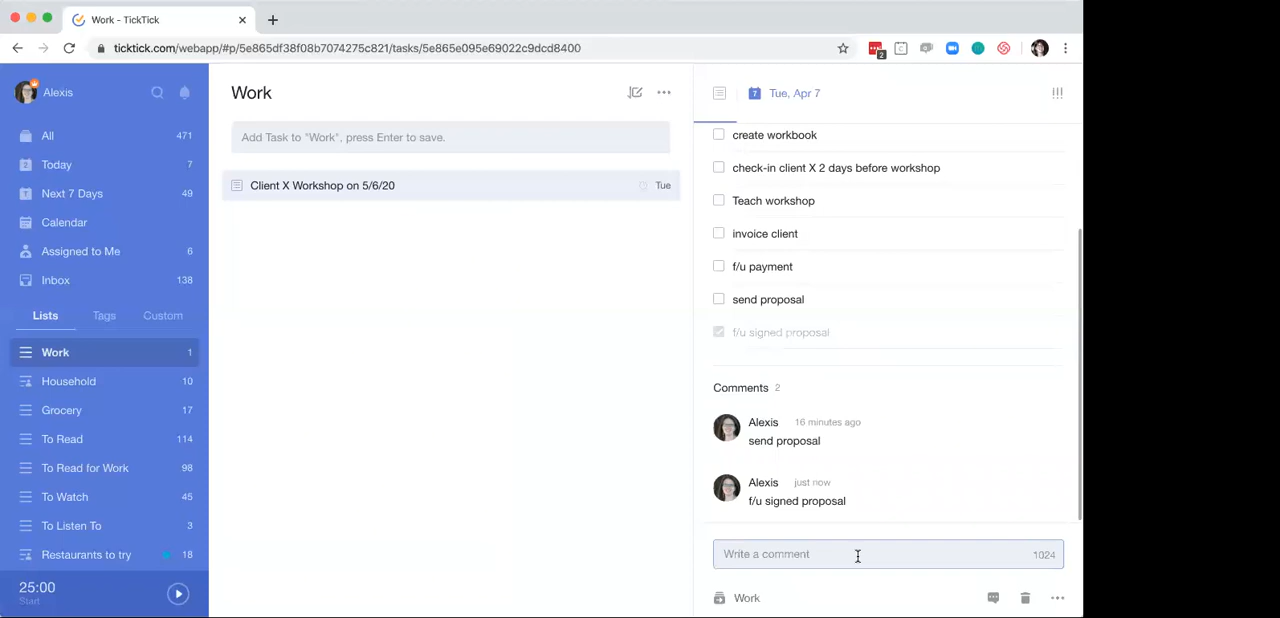 Work - TickTick
ticktick.com/webapp/#p/5e865df38f08b7074275c821/tasks/5e865e095e69022c9dcd8400
2
Alexis
All 471
2 Today 7
T Next 7 Days 49
Calendar
Assigned to Me 6
Inbox 138
Lists Tags Custom
Work 1
Household 10
Grocery 17
To Read 114
To Read for Work 98
To Watch 45
To Listen To 3
Restaurants to try 18
25:00
Start
Work
Add Task to "Work", press Enter to save.
Client X Workshop on 5/6/20 Tue
7 Tue, Apr 7
create workbook
check-in client X 2 days before workshop
Teach workshop
invoice client
f/u payment
send proposal
f/u signed proposal
Comments 2
Alexis 16 minutes ago
send proposal
Alexis just now
f/u signed proposal
Write a comment 1024
Work